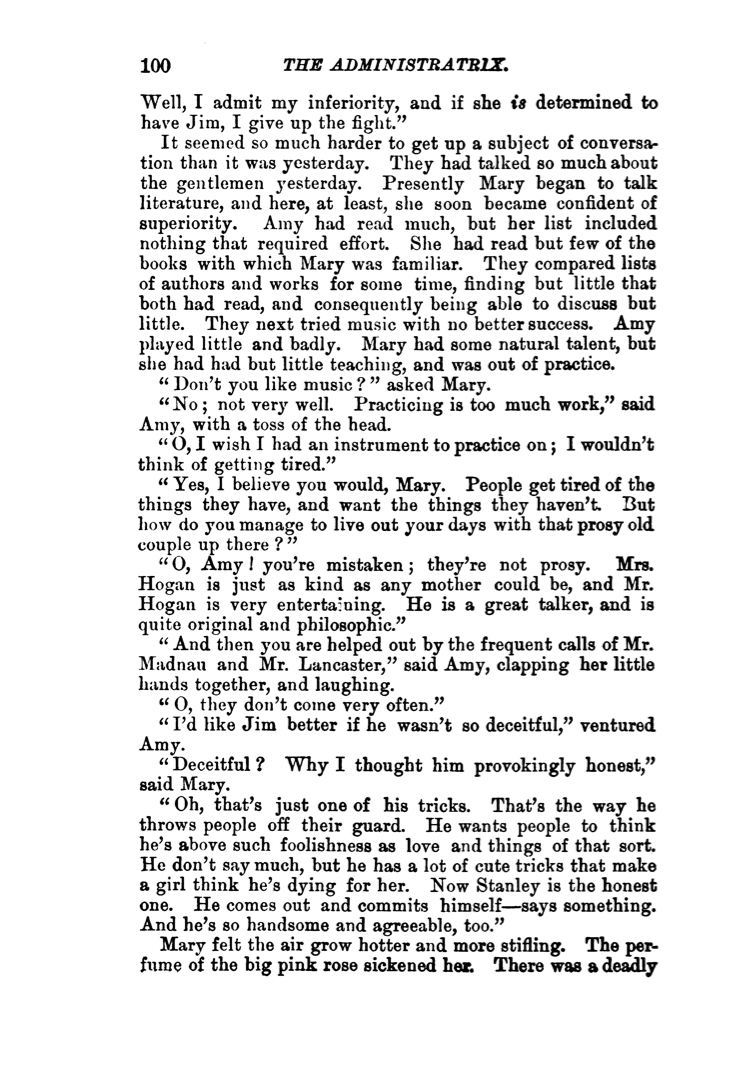 100 THE ADMINISTRATRIX.
Well, I admit my inferiority, and if she is determined to
have Jim, I give up the fight.”
It seemed so much harder to get up a subject of conversa-
tion than it was yesterday. They had talked so much about
the gentlemen yesterday. Presently Mary began to talk
literature, and here, at least, she soon became confident of
superiority. Amy had read much, but her list included
nothing that required effort. She had read but few of the
books with which Mary was familiar. They compared lists
of authors and works for some time, finding but little that
both had read, and consequently being able to discuss but
little. They next tried music with no better success. Amy
played little and badly. Mary had some natural talent, but
she had had but little teaching, and was out of practice.
“Don’t you like music?” asked Mary.
“No; not very well. Practicing is too much work,” said
Amy, with a toss of the head.
“O, I wish I had an instrument to practice on; I wouldn’t
think of getting tired.”
“Yes, I believe you would, Mary. People get tired of the
things they have, and want the things they haven’t. But
how do you manage to live out your days with that prosy old
couple up there?”
“O, Amy! you’re mistaken; they’re not prosy. Mrs.
Hogan is just as kind as any mother could be, and Mr.
Hogan is very entertaining. He is a great talker, and is
quite original and philosophic.”
“And then you are helped out by the frequent calls of Mr.
Madnau and Mr. Lancaster,” said Amy, clapping her little
hands together, and laughing.
“O, they don’t come very often.”
“I’d like Jim better if he wasn’t so deceitful,” ventured
Amy.
“Deceitful? Why I thought him provokingly honest,”
said Mary.
“Oh, that’s just one of his tricks. That’s the way he
throws people off their guard. He wants people to think
he’s above such foolishness as love and things of that sort.
He don’t say much, but he has a lot of cute tricks that make
a girl think he’s dying for her. Now Stanley is the honest
one. He comes out and commits himself—says something.
And he’s so handsome and agreeable, too.”
Mary felt the air grow hotter and more stifling. The per-
fume of the big pink rose sickened her. There was a deadly